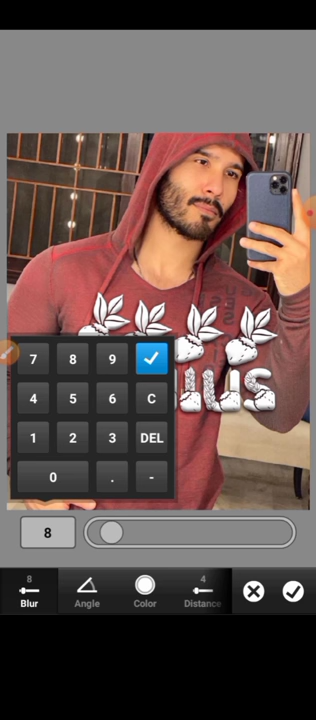 7 8 9
4 5 6 C
1 2 3 DEL
0 . -
8
8
Blur
Angle
Color
4
Distance